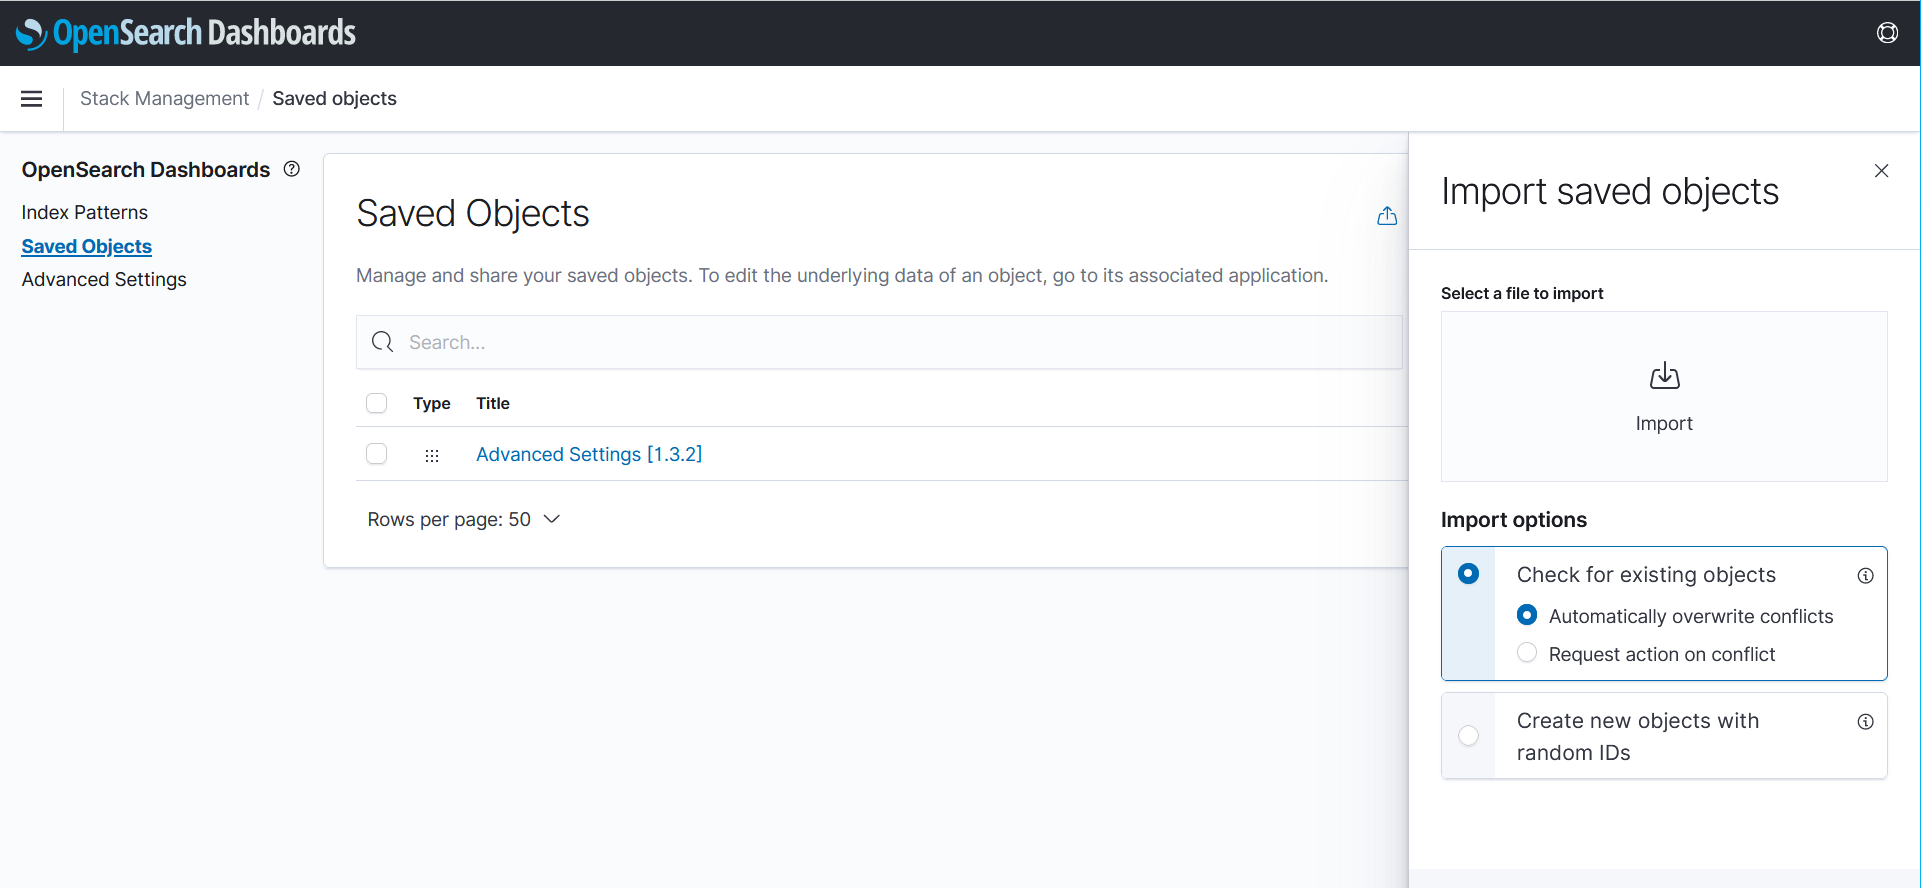 OpenSearch Dashboards
Stack Management / Saved objects
OpenSearch Dashboards
Index Patterns
Saved Objects
Advanced Settings
Saved Objects
Manage and share your saved objects. To edit the underlying data of an object, go to its associated application.
Search...
Type Title
Advanced Settings [1.3.2]
Rows per page: 50
Import saved objects
Select a file to import
Import
Import options
Check for existing objects
Automatically overwrite conflicts
Request action on conflict
Create new objects with
random IDs